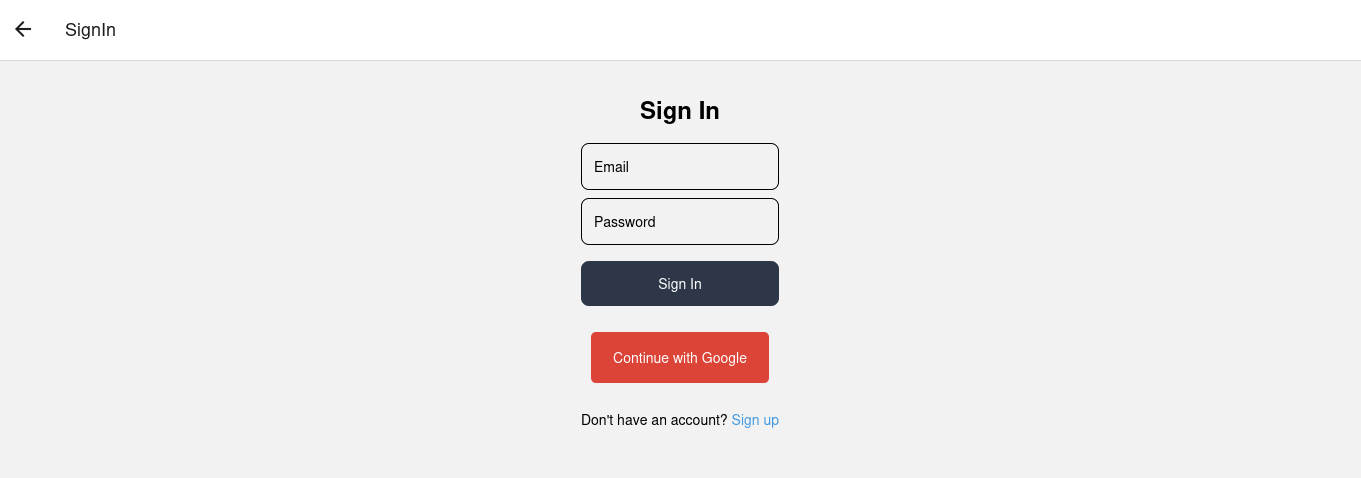 SignIn
Sign In
Email
Password
Sign In
Continue with Google
Don't have an account? Sign up